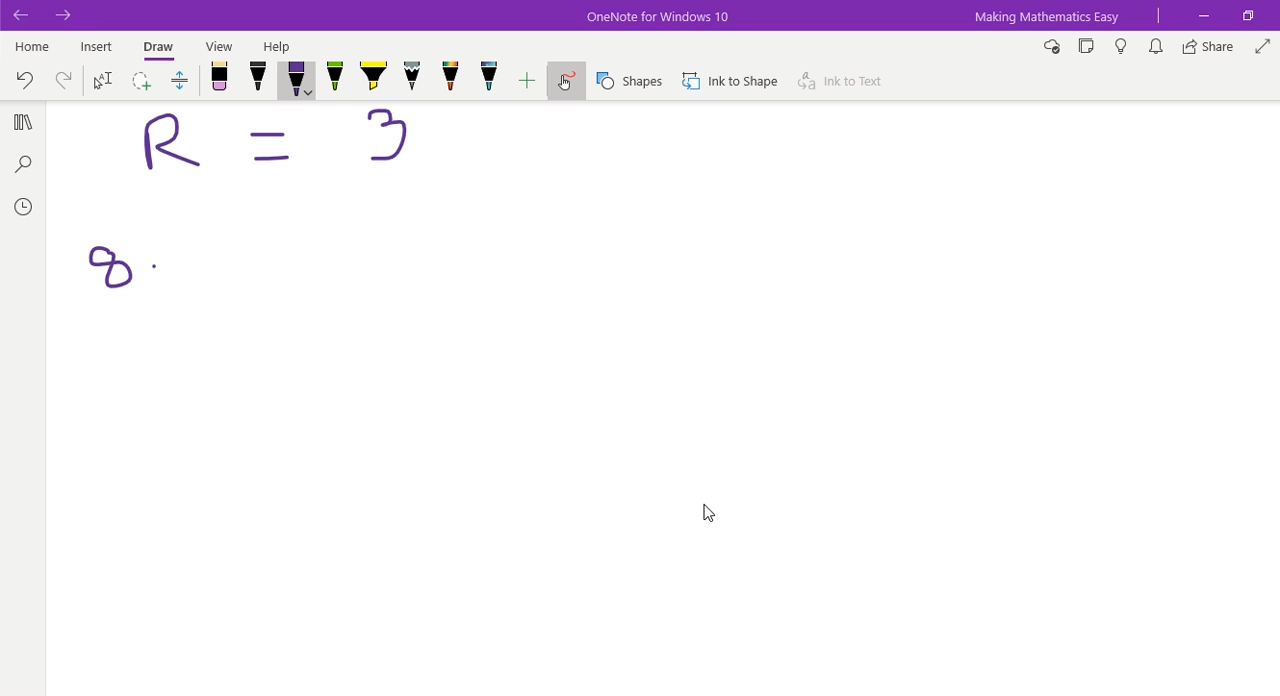 OneNote for Windows 10
Making Mathematics Easy
Home Insert Draw View Help
Share
Shapes Ink to Shape Ink to Text
R = 3
8.